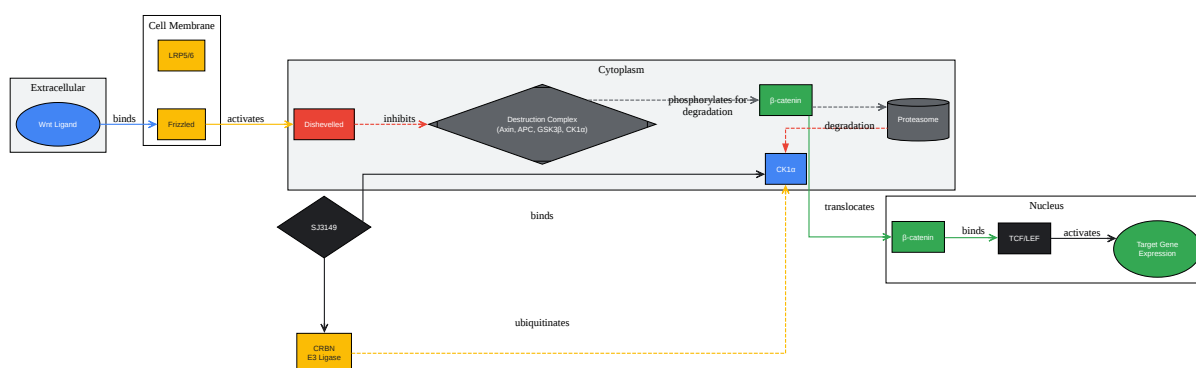 Cell Membrane
LRP5/6
Extracellular
Wnt Ligand
binds
Frizzled
activates
Cytoplasm
Dishevelled
inhibits
Destruction Complex
(Axin, APC, GSK3β, CK1α)
phosphorylates for
degradation
β-catenin
Proteasome
degradation
CK1α
SJ3149
binds
translocates
Nucleus
β-catenin
binds
TCF/LEF
activates
Target Gene
Expression
ubiquitinates
CRBN
E3 Ligase